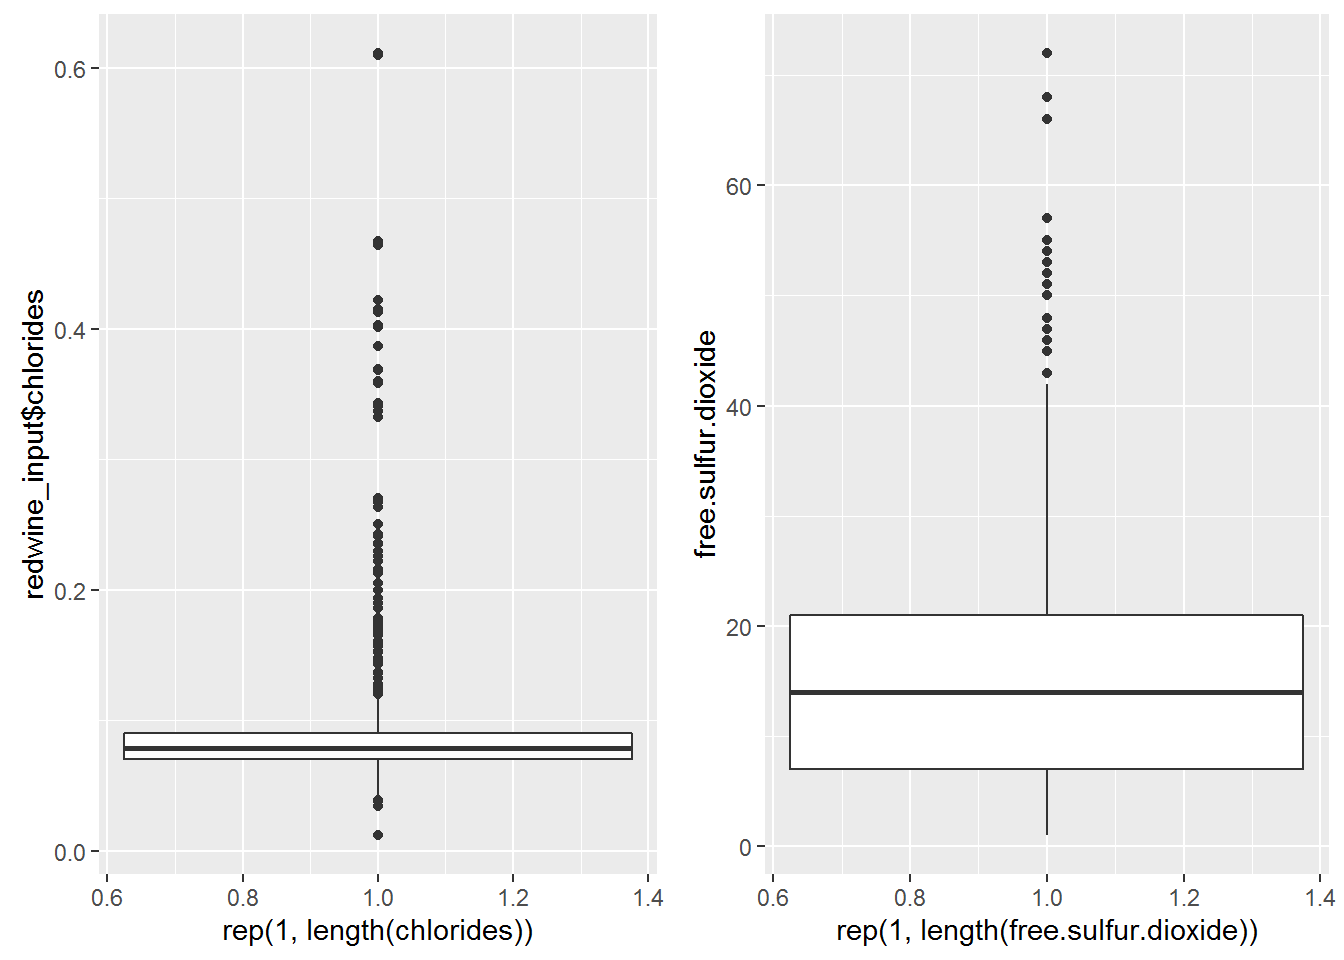 redwine_input$chlorides
0.6
0.4
0.2
0.0
0.6 0.8 1.0 1.2 1.4
rep(1, length(chlorides))
free.sulfur.dioxide
60
40
20
0
0.6 0.8 1.0 1.2 1.4
rep(1, length(free.sulfur.dioxide))